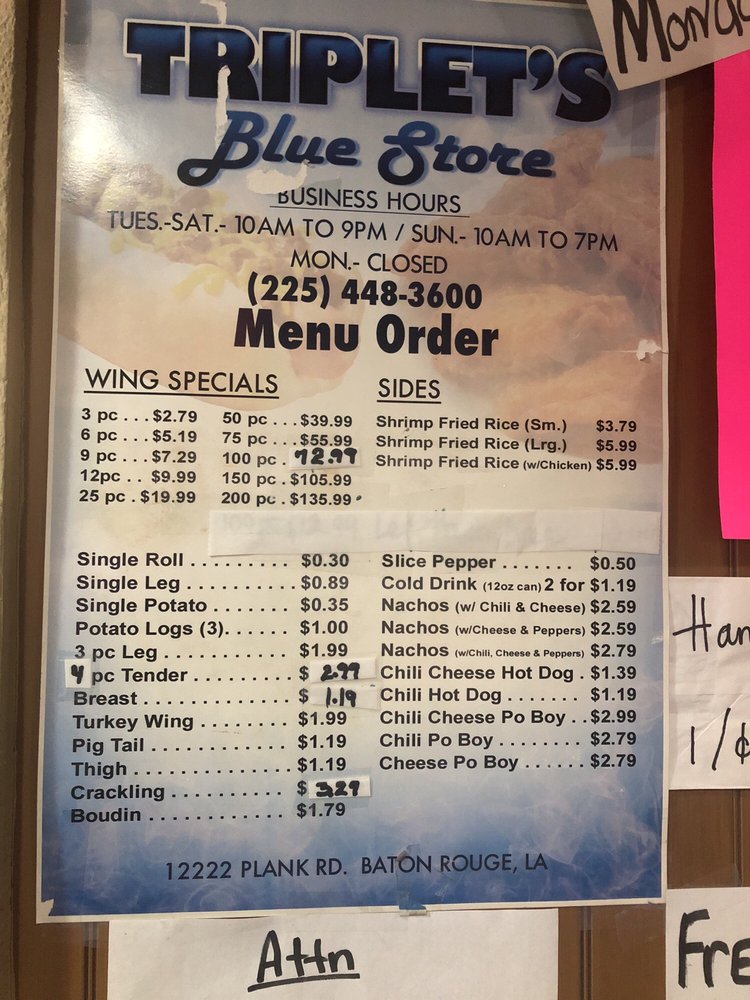 Mon
TRIPLET'S
Blue Store
BUSINESS HOURS
TUES.-SAT.- 10AM TO 9PM / SUN.- 10AM TO 7PM
MON.- CLOSED
(225) 448-3600
Menu Order
WING SPECIALS
3 pc . . . $2.79
6 pc . . . $5.19
9 pc . . . $7.29
12pc . . $9.99
25 pc . $19.99
50 pc . . . $39.99
75 pc . . . $55.99
100 pc . 72.99
150 pc . $105.99
200 pc . $135.99
SIDES
Shrimp Fried Rice (Sm.) $3.79
Shrimp Fried Rice (Lrg.) $5.99
Shrimp Fried Rice (w/Chicken) $5.99
Single Roll . . . . . . . . . $0.30
Single Leg . . . . . . . . . . $0.89
Single Potato . . . . . . . $0.35
Potato Logs (3). . . . . . $1.00
3 pc Leg . . . . . . . . . . . $1.99
4 pc Tender . . . . . . . . . $ 2.99
Breast . . . . . . . . . . . . . $ 1.19
Turkey Wing . . . . . . . . $1.99
Pig Tail . . . . . . . . . . . . $1.19
Thigh . . . . . . . . . . . . . . $1.19
Crackling . . . . . . . . . . $ 3.29
Boudin . . . . . . . . . . . . $1.79
Slice Pepper . . . . . . . $0.50
Cold Drink (12oz can) 2 for $1.19
Nachos (w/ Chili & Cheese) $2.59
Nachos (w/Cheese & Peppers) $2.59
Nachos (w/Chili, Cheese & Peppers) $2.79
Chili Cheese Hot Dog . $1.39
Chili Hot Dog . . . . . . . $1.19
Chili Cheese Po Boy . . $2.99
Chili Po Boy . . . . . . . . $2.79
Cheese Po Boy . . . . . . $2.79
12222 PLANK RD. BATON ROUGE, LA
Ham
1/
Attn
Fre